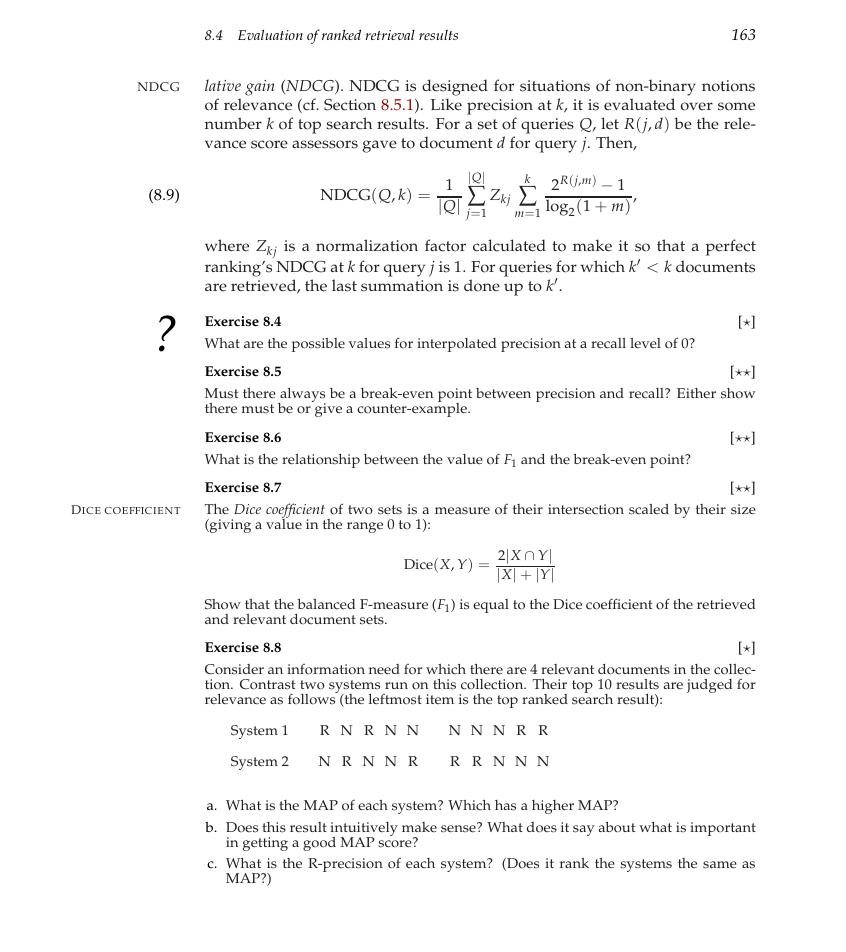 8.4 Evaluation of ranked retrieval results 163
NDCG lative gain (NDCG). NDCG is designed for situations of non-binary notions
of relevance (cf. Section 8.5.1). Like precision at k, it is evaluated over some
number k of top search results. For a set of queries Q, let R(j, d) be the rele-
vance score assessors gave to document d for query j. Then,
(8.9) NDCG(Q, k) = \frac{1}{|Q|} \sum_{j=1}^{|Q|} Z_{kj} \sum_{m=1}^{k} \frac{2^{R(j,m)} − 1}{\log_2(1 + m)},
where Z_{kj} is a normalization factor calculated to make it so that a perfect
ranking's NDCG at k for query j is 1. For queries for which k′ < k documents
are retrieved, the last summation is done up to k′.
? Exercise 8.4 [⋆]
What are the possible values for interpolated precision at a recall level of 0?
Exercise 8.5 [⋆⋆]
Must there always be a break-even point between precision and recall? Either show
there must be or give a counter-example.
Exercise 8.6 [⋆⋆]
What is the relationship between the value of F₁ and the break-even point?
Exercise 8.7 [⋆⋆]
DICE COEFFICIENT The Dice coefficient of two sets is a measure of their intersection scaled by their size
(giving a value in the range 0 to 1):
Dice(X, Y) = \frac{2|X ∩ Y|}{|X| + |Y|}
Show that the balanced F-measure (F₁) is equal to the Dice coefficient of the retrieved
and relevant document sets.
Exercise 8.8 [⋆]
Consider an information need for which there are 4 relevant documents in the collec-
tion. Contrast two systems run on this collection. Their top 10 results are judged for
relevance as follows (the leftmost item is the top ranked search result):
System 1 R N R N N N N N R R
System 2 N R N N R R R N N N
a. What is the MAP of each system? Which has a higher MAP?
b. Does this result intuitively make sense? What does it say about what is important
in getting a good MAP score?
c. What is the R-precision of each system? (Does it rank the systems the same as
MAP?)